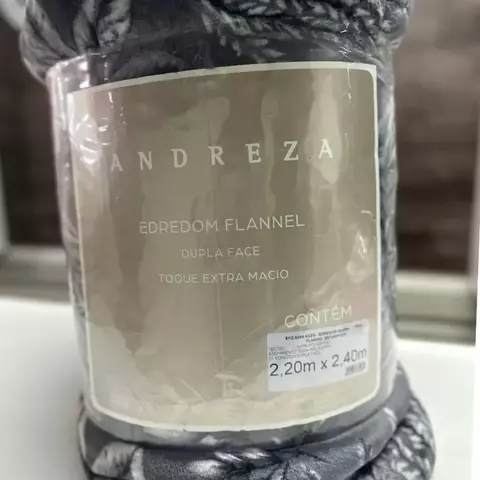 ANDREZA
EDREDOM FLANNEL
DUPLA FACE
TOQUE EXTRA MACIO
CONTÉM
2,20m x 2,40m